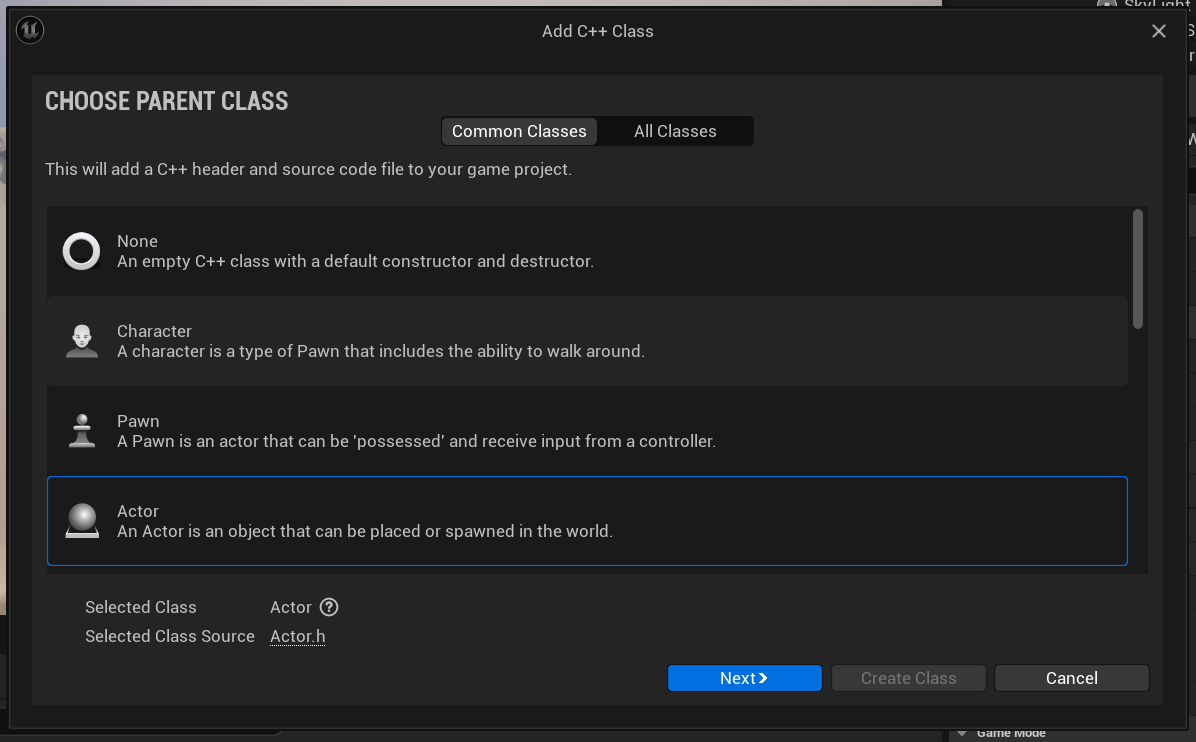 SkyLight
Add C++ Class
CHOOSE PARENT CLASS
Common Classes
All Classes
This will add a C++ header and source code file to your game project.
None
An empty C++ class with a default constructor and destructor.
Character
A character is a type of Pawn that includes the ability to walk around.
Pawn
A Pawn is an actor that can be 'possessed' and receive input from a controller.
Actor
An Actor is an object that can be placed or spawned in the world.
Selected Class Actor
Selected Class Source Actor.h
Next
Create Class
Cancel
Game Mode